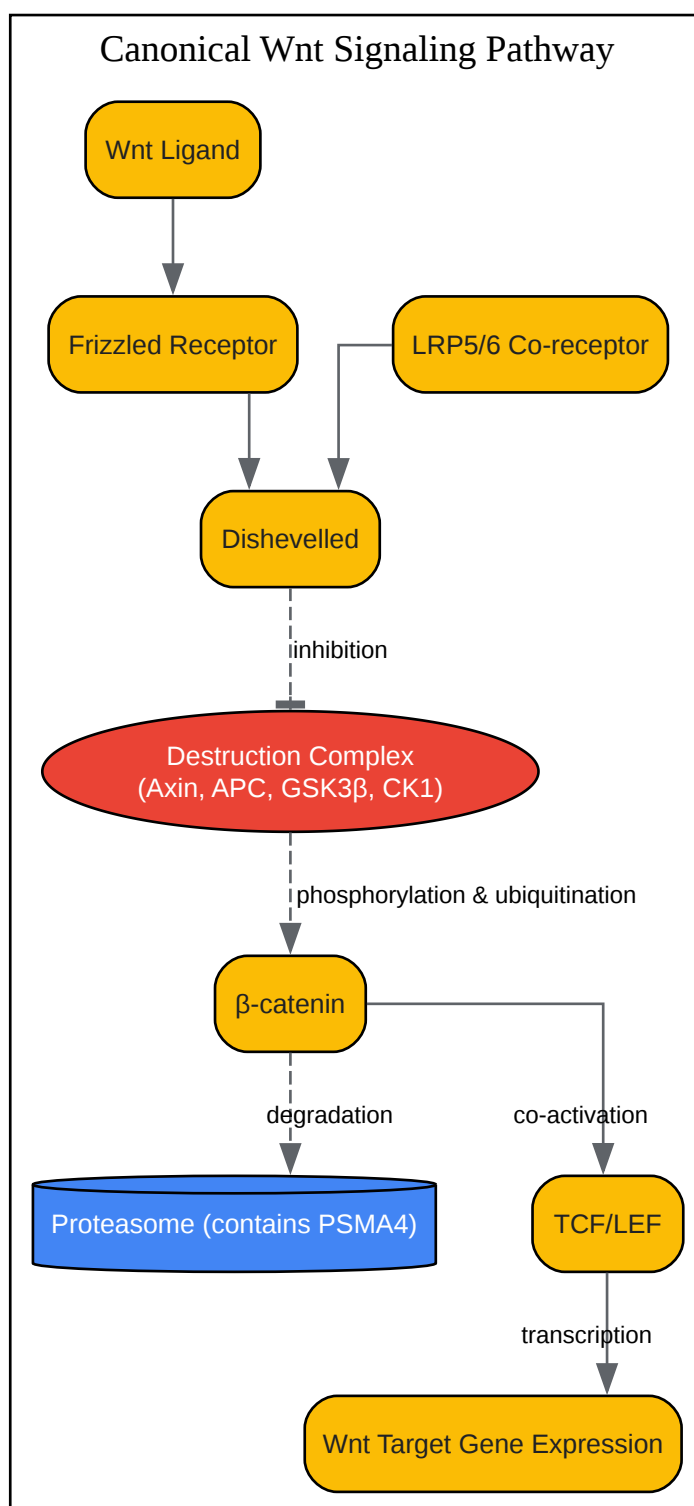 Canonical Wnt Signaling Pathway
Wnt Ligand
Frizzled Receptor
LRP5/6 Co-receptor
Dishevelled
inhibition
Destruction Complex
(Axin, APC, GSK3β, CK1)
phosphorylation & ubiquitination
β-catenin
degradation
co-activation
Proteasome (contains PSMA4)
TCF/LEF
transcription
Wnt Target Gene Expression